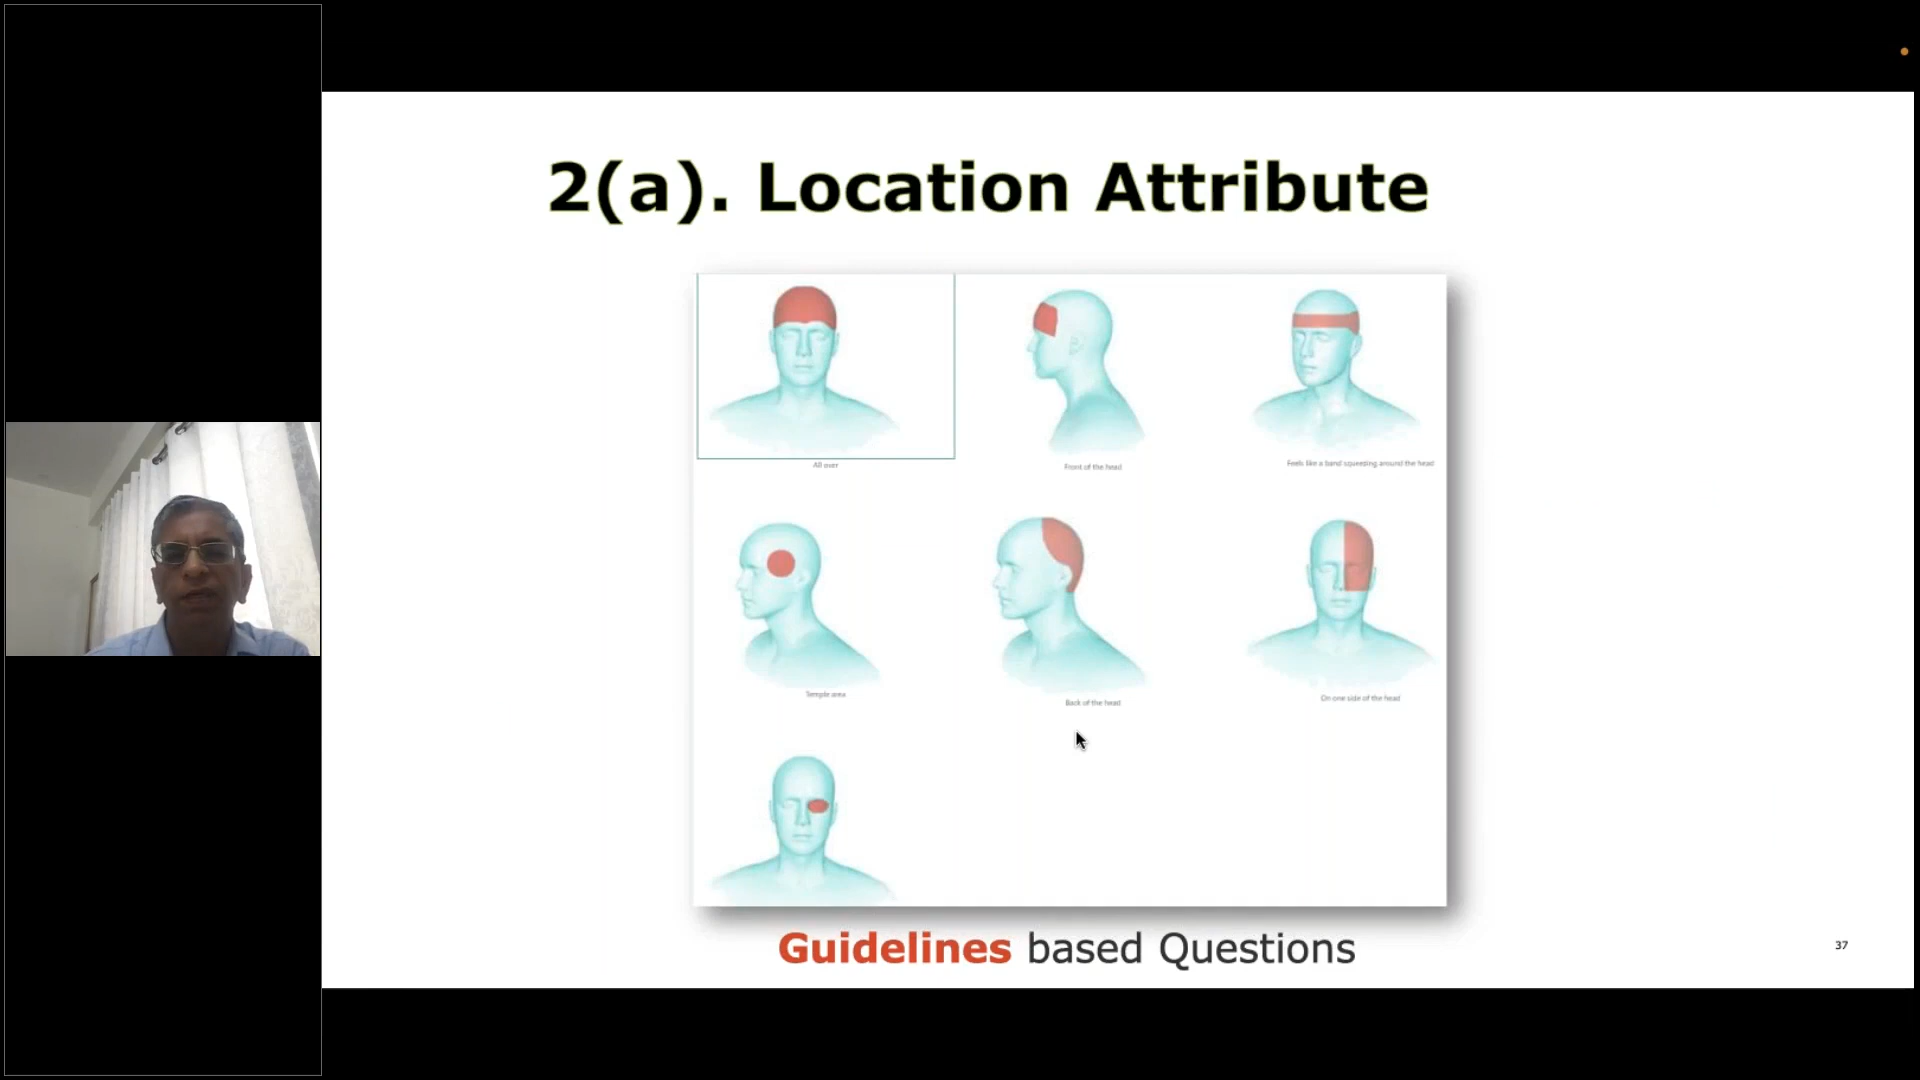 2(a). Location Attribute
All over
Front of the head
Feels like a band squeezing around the head
Temple area
Back of the head
On one side of the head
Guidelines based Questions
37